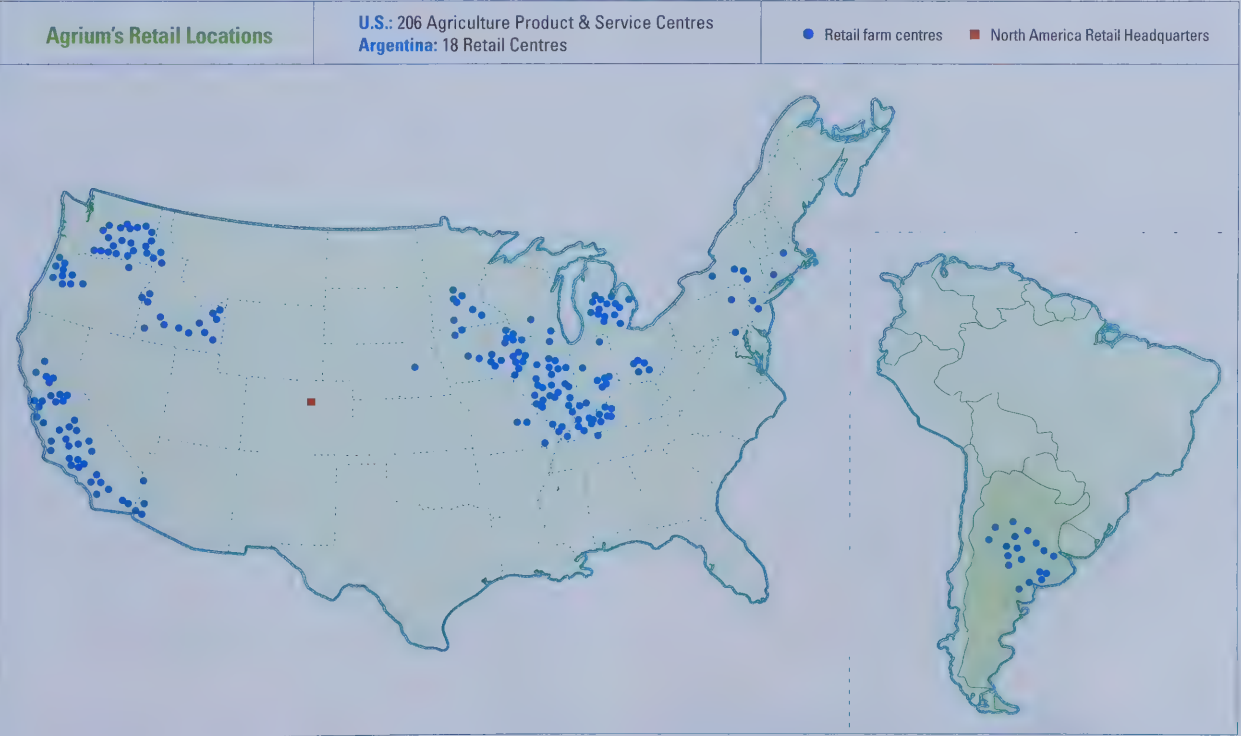 Agrium's Retail Locations
U.S.: 206 Agriculture Product & Service Centres
Argentina: 18 Retail Centres
Retail farm centres
North America Retail Headquarters